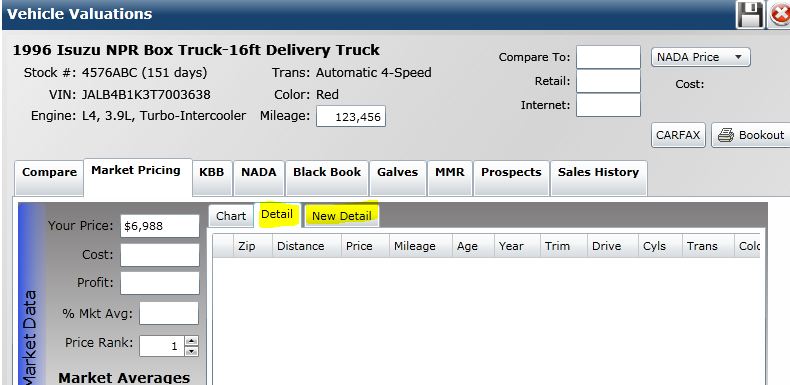 Vehicle Valuations
1996 Isuzu NPR Box Truck-16ft Delivery Truck
Stock #: 4576ABC (151 days) Trans: Automatic 4-Speed
VIN: JALB4B1K3T7003638 Color: Red
Engine: L4, 3.9L, Turbo-Intercooler Mileage: 123,456
Compare To: NADA Price
Retail: Cost:
Internet:
CARFAX Bookout
Compare Market Pricing KBB NADA Black Book Galves MMR Prospects Sales History
Market Data
Your Price: $6,988
Cost:
Profit:
% Mkt Avg:
Price Rank: 1
Market Averages
Chart Detail New Detail
Zip Distance Price Mileage Age Year Trim Drive Cyls Trans Colo